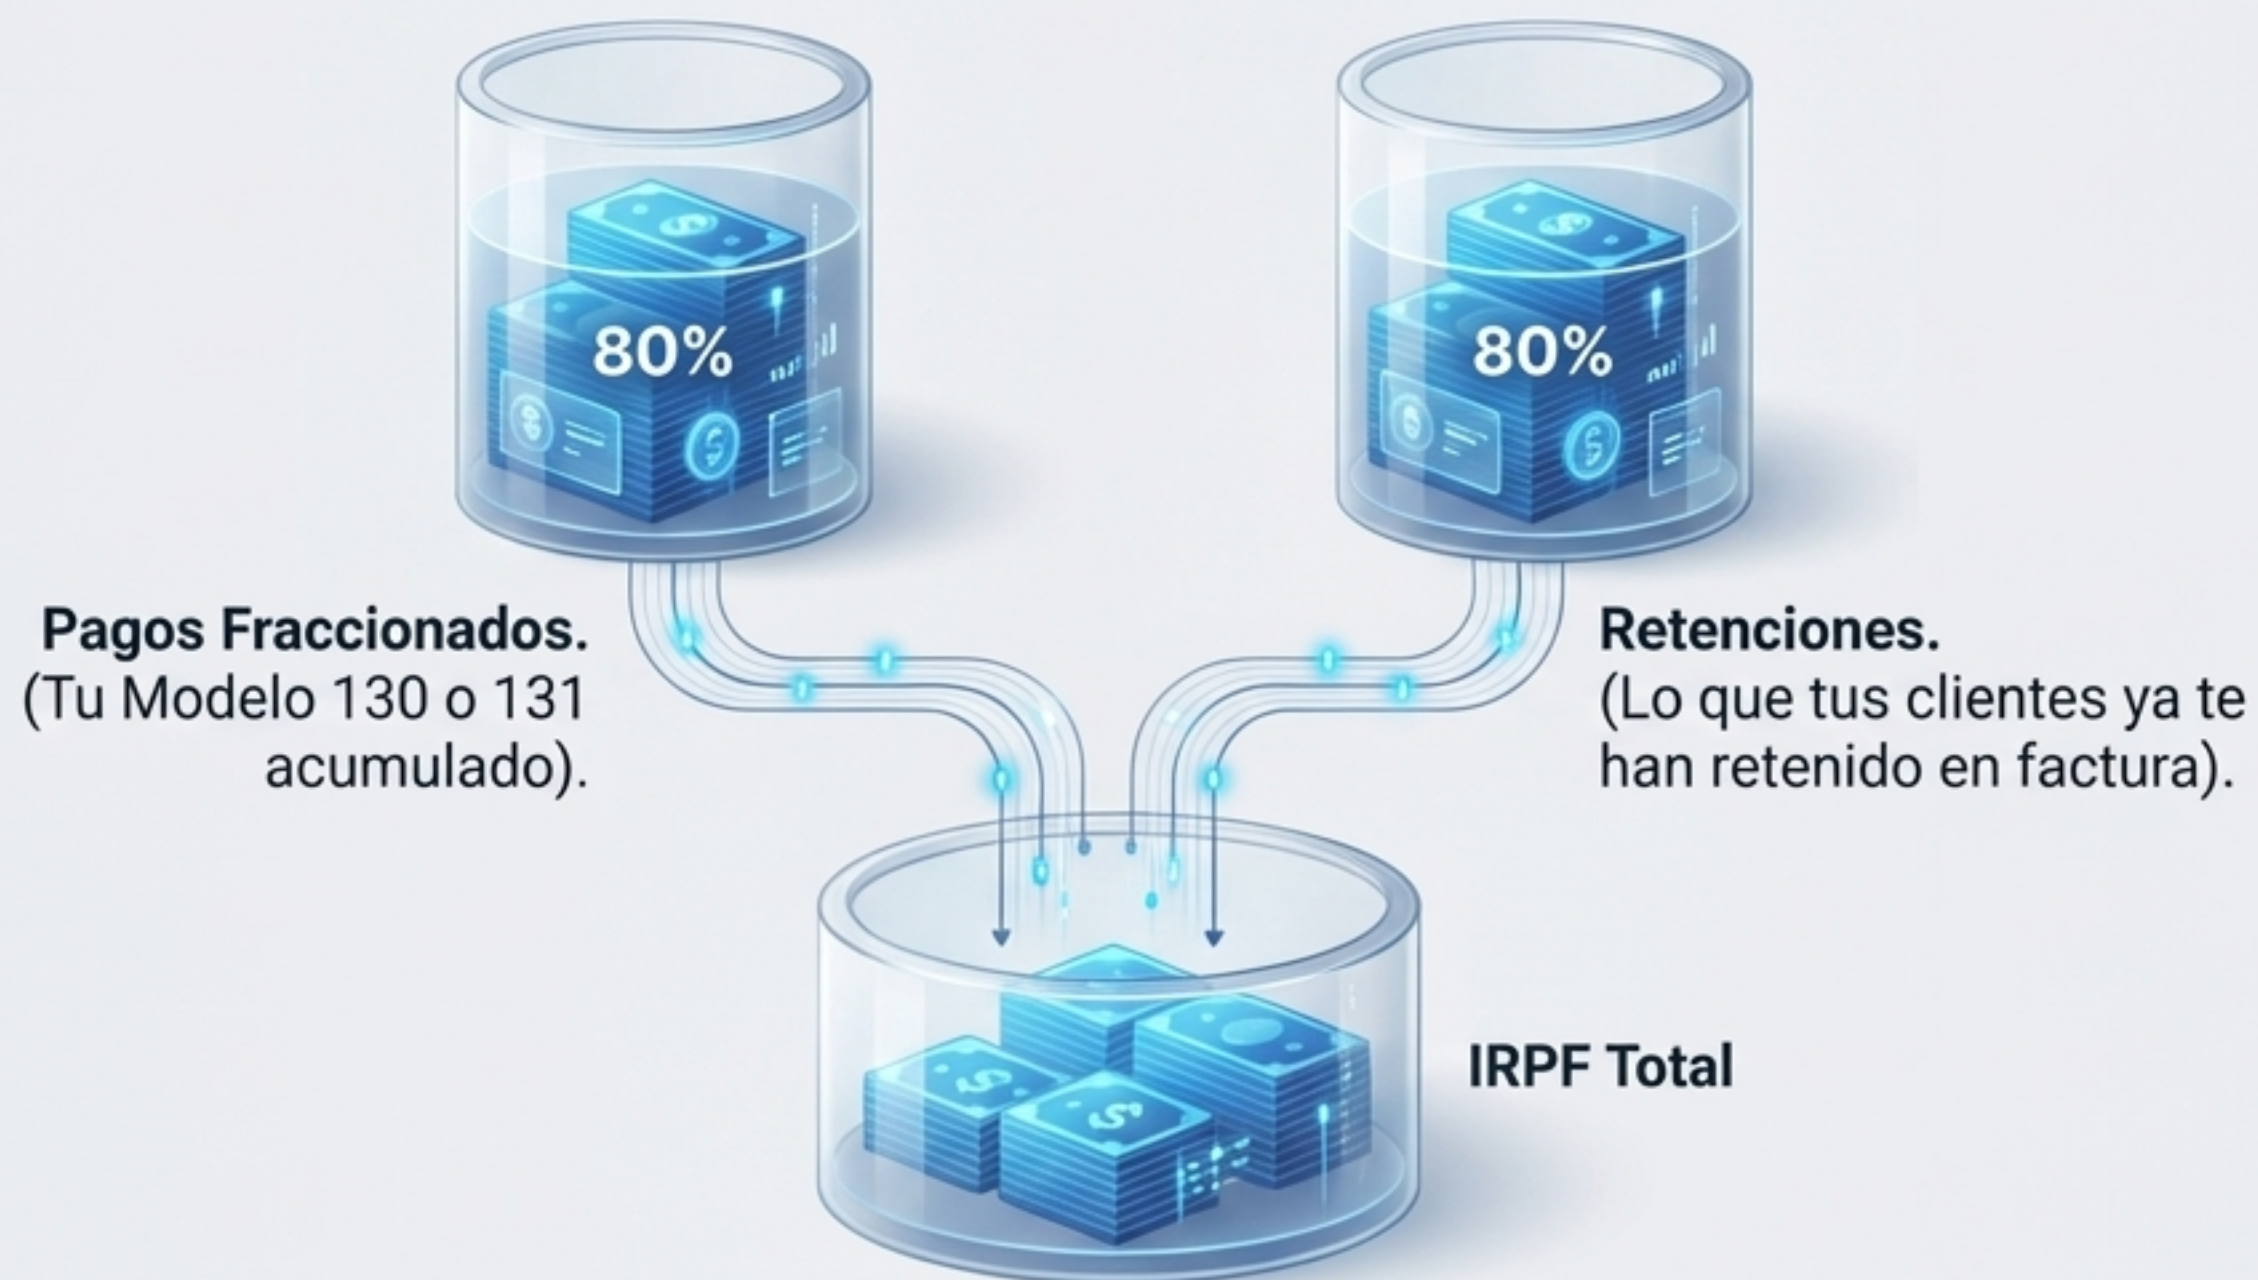 80%
80%
Pagos Fraccionados.
(Tu Modelo 130 o 131
acumulado).
Retenciones.
(Lo que tus clientes ya te
han retenido en factura).
IRPF Total